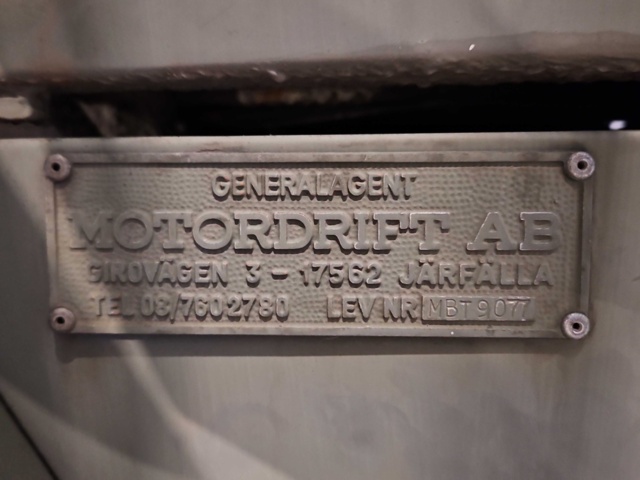 GENERALAGENT
MOTORDRIFT AB
GIROVÄGEN 3 - 17562 JÄRFÄLLA
TEL 08/7602780 LEV NR MBT 9077